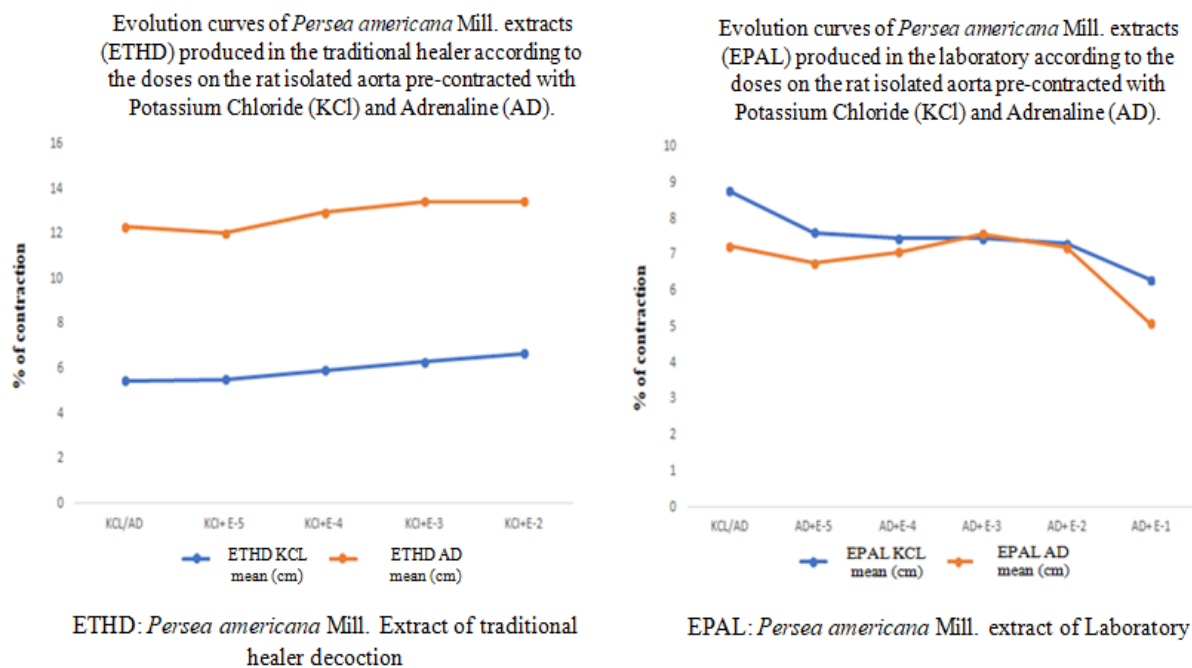 Evolution curves of Persea americana Mill. extracts
(ETHD) produced in the traditional healer according to
the doses on the rat isolated aorta pre-contracted with
Potassium Chloride (KCl) and Adrenaline (AD).
16
14
12
10
8
6
4
2
0
% of contraction
KCL/AD
KCl+ E-5
KCl+E-4
KCl+E-3
KCl+E-2
ETHD KCL
mean (cm)
ETHD AD
mean (cm)
ETHD: Persea americana Mill. Extract of traditional
healer decoction
Evolution curves of Persea americana Mill. extracts
(EPAL) produced in the laboratory according to the
doses on the rat isolated aorta pre-contracted with
Potassium Chloride (KCl) and Adrenaline (AD).
10
9
8
7
6
5
4
3
2
1
0
% of contraction
KCL/AD
AD+E-5
AD+E-4
AD+ E-3
AD+ E-2
AD+ E-1
EPAL KCL
mean (cm)
EPAL AD
mean (cm)
EPAL: Persea americana Mill. extract of Laboratory